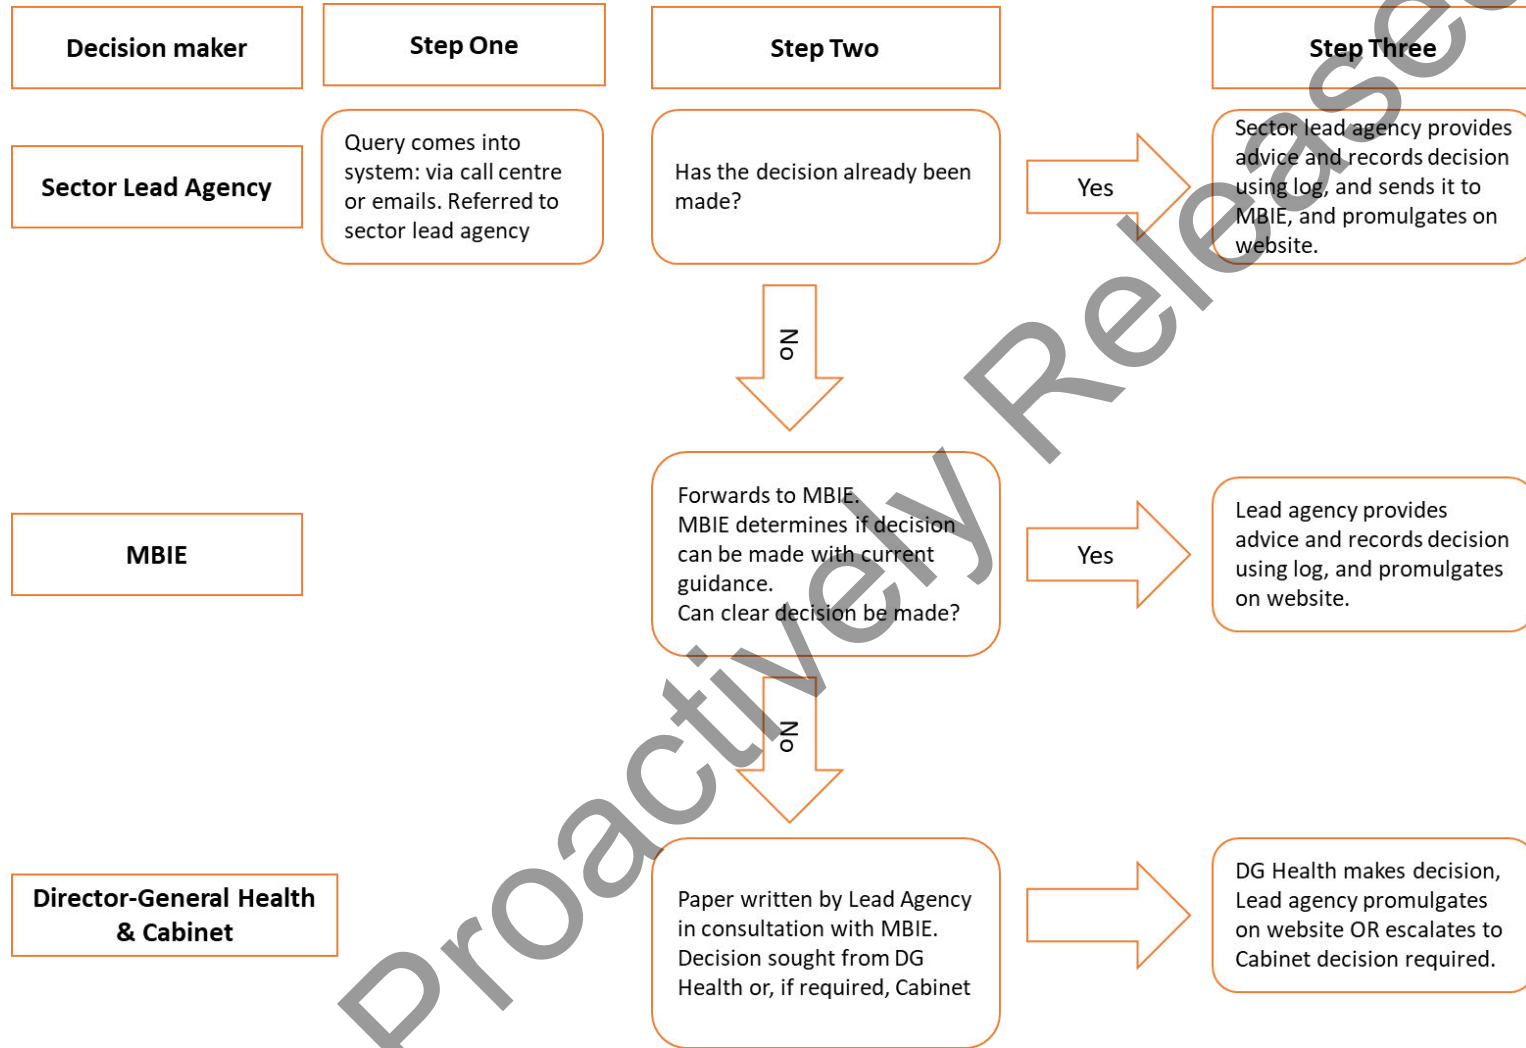 Decision maker
Step One
Step Two
Step Three
Sector Lead Agency
Query comes into
system: via call centre
or emails. Referred to
sector lead agency
Has the decision already been
made?
Yes
Sector lead agency provides
advice and records decision
using log, and sends it to
MBIE, and promulgates on
website.
No
MBIE
Forwards to MBIE.
MBIE determines if decision
can be made with current
guidance.
Can clear decision be made?
Yes
Lead agency provides
advice and records decision
using log, and promulgates
on website.
No
Director-General Health
& Cabinet
Paper written by Lead Agency
in consultation with MBIE.
Decision sought from DG
Health or, if required, Cabinet
DG Health makes decision,
Lead agency promulgates
on website OR escalates to
Cabinet decision required.
Proactively Released